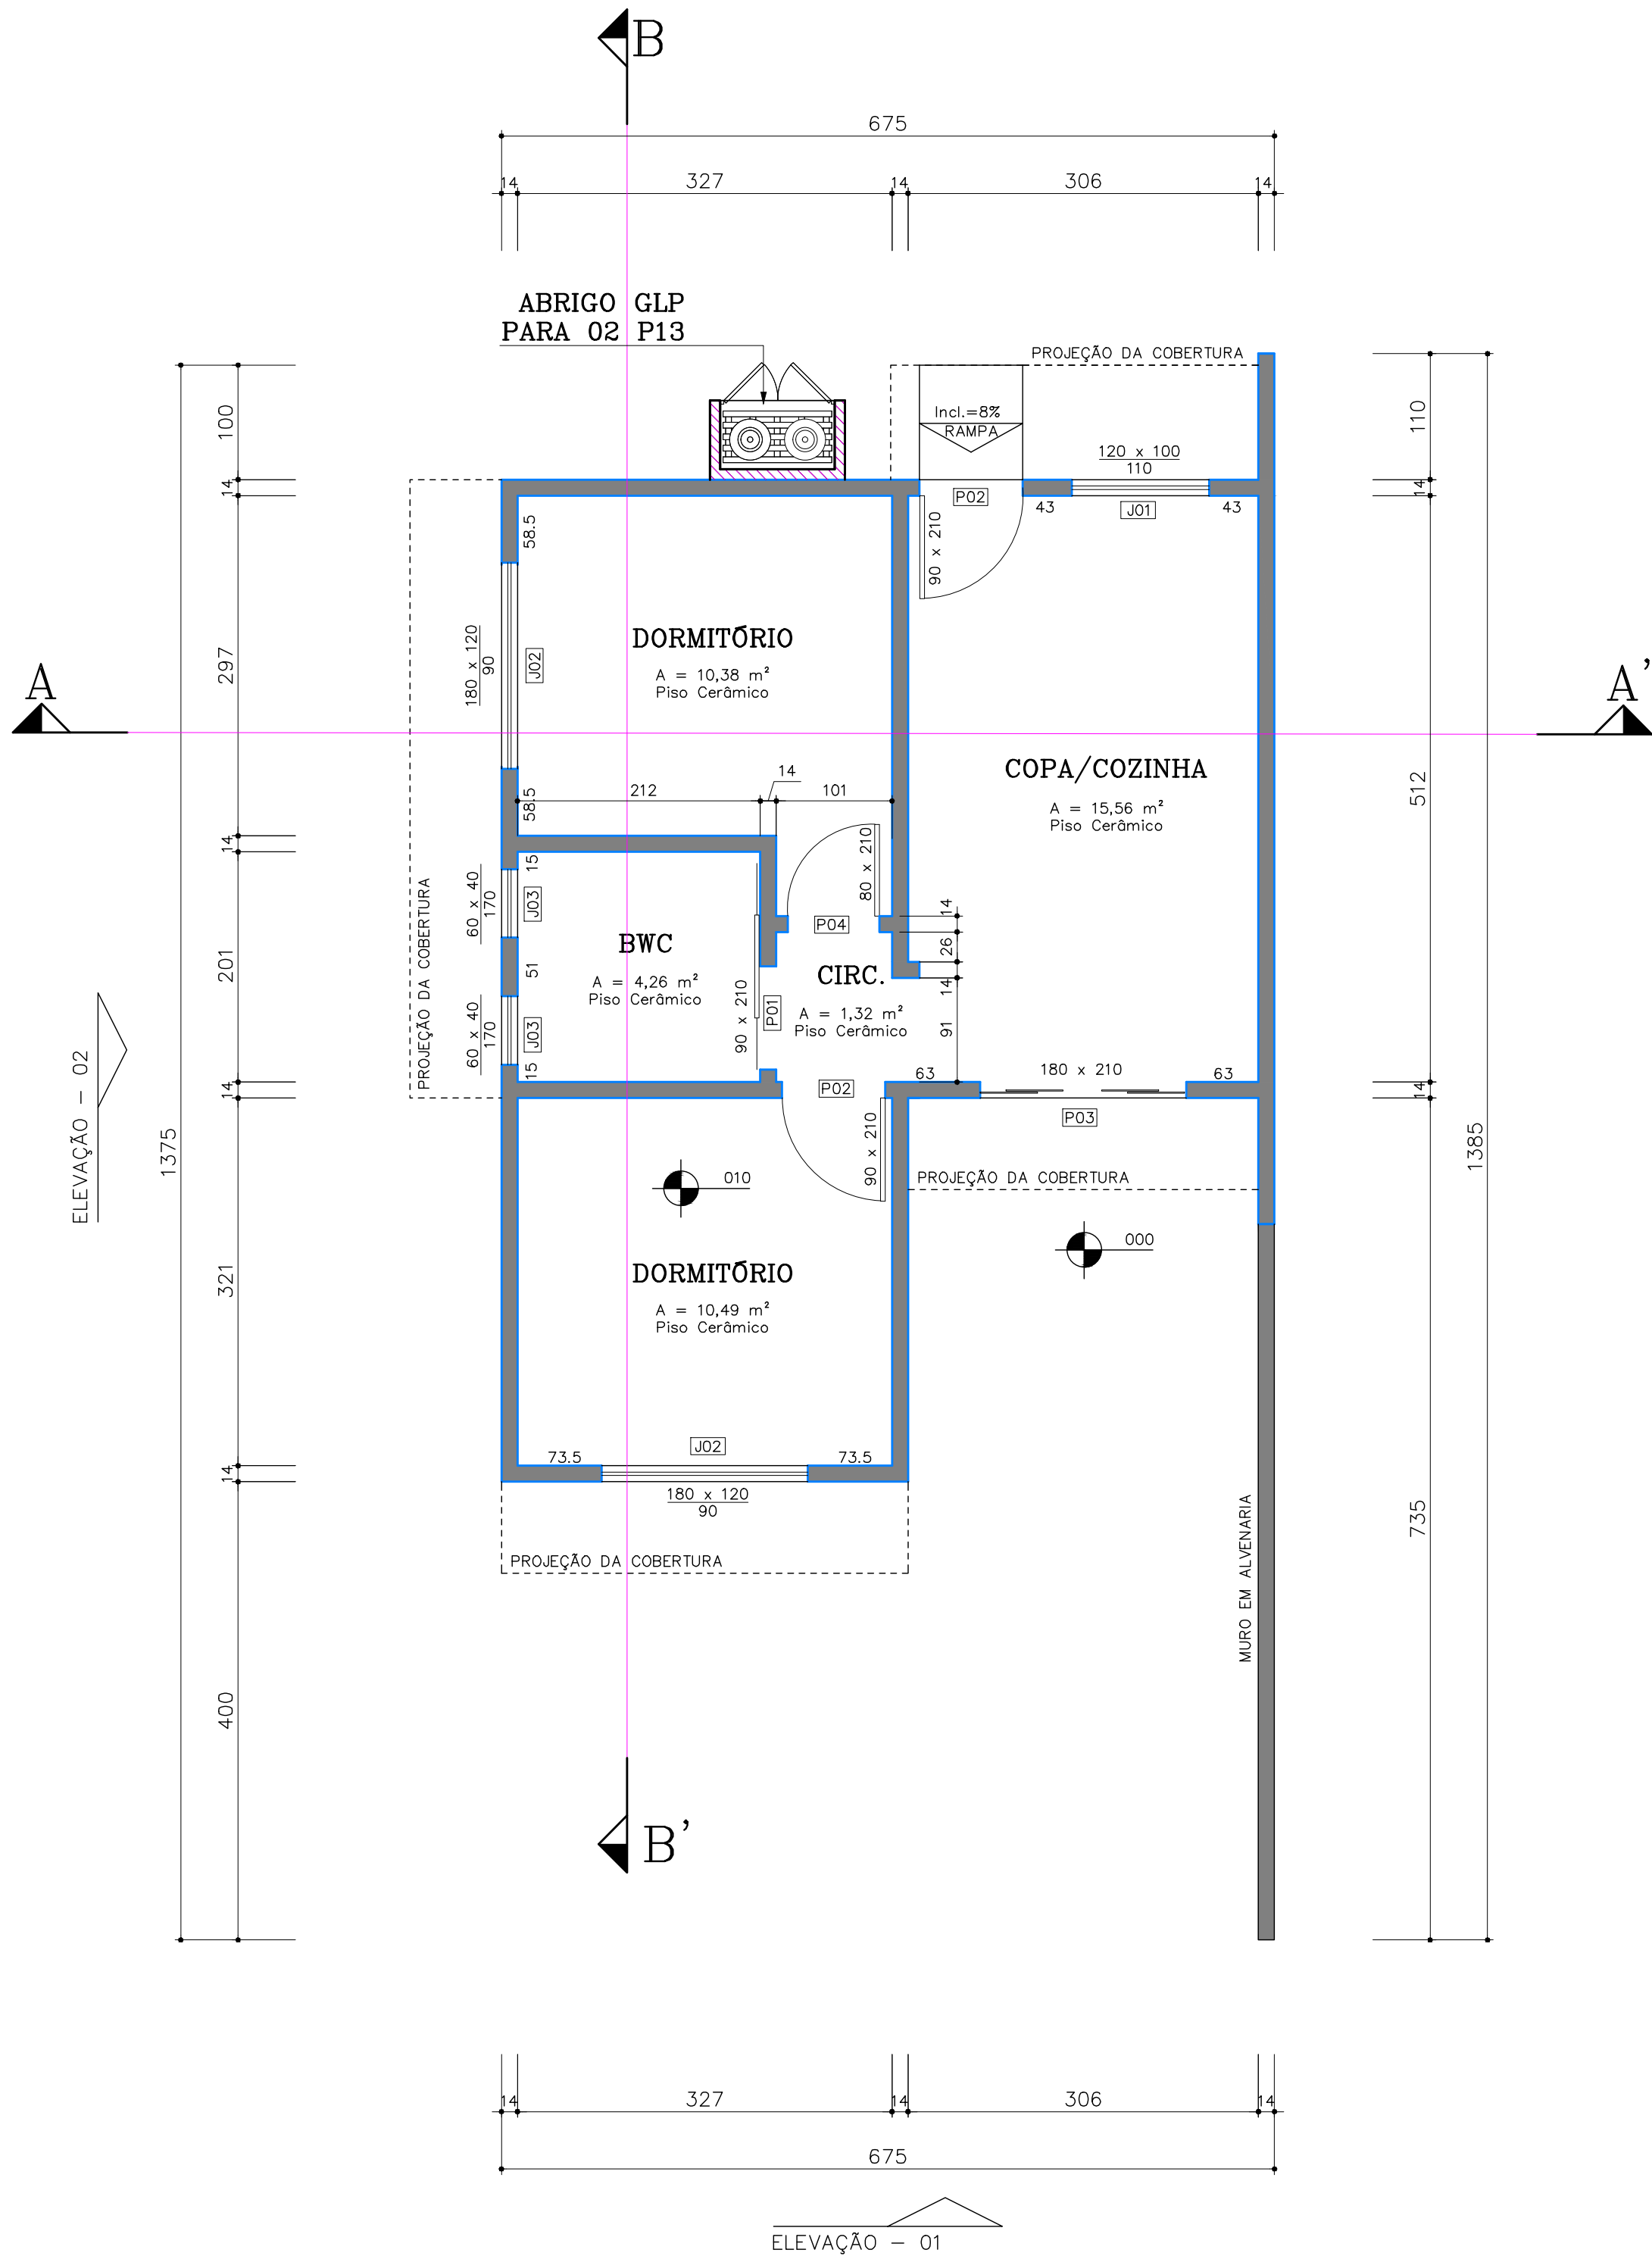 B
675
14
327
14
306
14
ABRIGO GLP
PARA 02 P13
PROJEÇÃO DA COBERTURA
Incl.=8%
RAMPA
120 x 100
110
100
110
14
14
P02
43
J01
43
58.5
90 x 210
DORMITÓRIO
A = 10,38 m²
Piso Cerâmico
180 x 120
90
J02
297
A
A'
COPA/COZINHA
A = 15,56 m²
Piso Cerâmico
512
14
212
101
58.5
80 x 210
14
15
60 x 40
170
J03
PROJEÇÃO DA COBERTURA
P04
14
26
BWC
A = 4,26 m²
Piso Cerâmico
51
201
CIRC.
A = 1,32 m²
Piso Cerâmico
14
91
90 x 210
P01
60 x 40
170
J03
15
ELEVAÇÃO - 02
14
P02
63
180 x 210
63
14
P03
1375
1385
90 x 210
010
PROJEÇÃO DA COBERTURA
000
DORMITÓRIO
A = 10,49 m²
Piso Cerâmico
321
73.5
J02
73.5
14
180 x 120
90
PROJEÇÃO DA COBERTURA
MURO EM ALVENARIA
735
400
B'
14
327
14
306
14
675
ELEVAÇÃO - 01